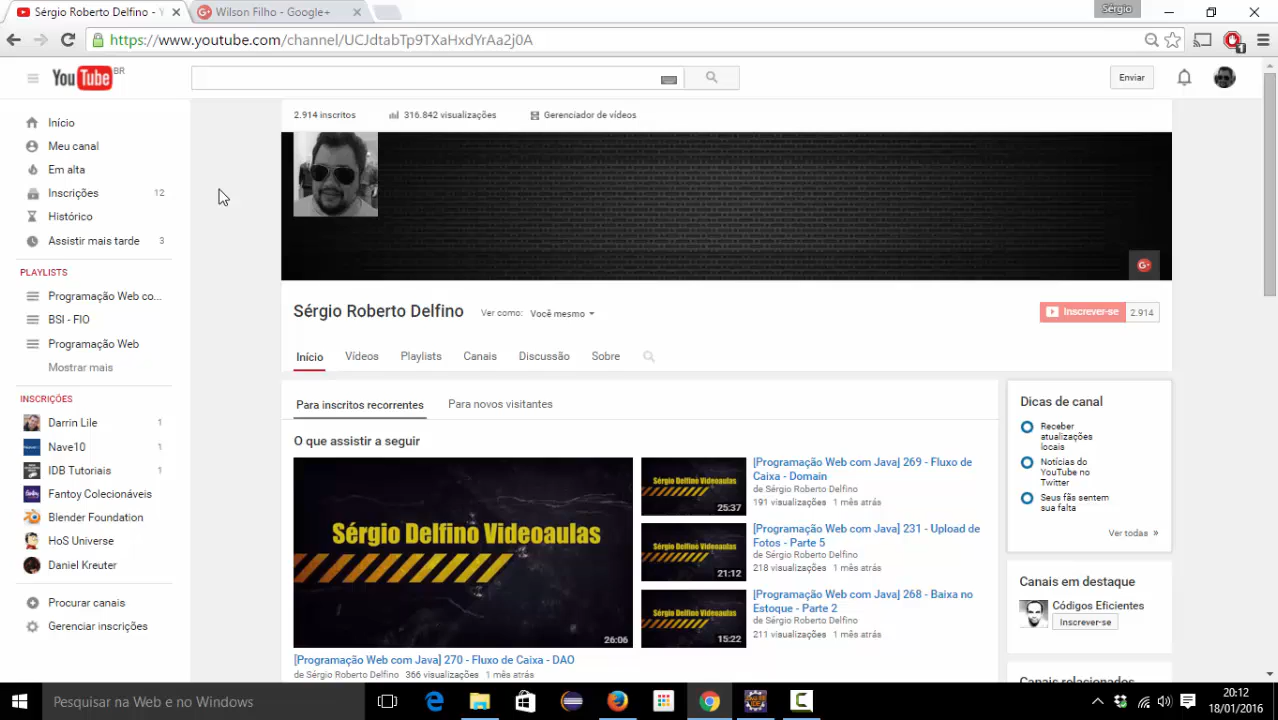 Sérgio Roberto Delfino - Y
Wilson Filho - Google+
Sérgio
https://www.youtube.com/channel/UCJdtabTp9TXaHxdYrAa2j0A
YouTube BR
Enviar
2.914 inscritos
316.842 visualizações
Gerenciador de vídeos
Início
Meu canal
Em alta
Inscrições 12
Histórico
Assistir mais tarde 3
PLAYLISTS
Programação Web co...
BSI - FIO
Programação Web
Mostrar mais
INSCRIÇÕES
Darrin Lile 1
Nave10 1
IDB Tutoriais 1
Fantoy Colecionáveis
Blender Foundation
HoS Universe
Daniel Kreuter
Procurar canais
Gerenciar inscrições
Sérgio Roberto Delfino
Ver como: Você mesmo
Inscrever-se 2.914
Início Vídeos Playlists Canais Discussão Sobre
Para inscritos recorrentes
Para novos visitantes
O que assistir a seguir
Sérgio Delfino Videoaulas
26:06
[Programação Web com Java] 270 - Fluxo de Caixa - DAO
de Sérgio Roberto Delfino 366 visualizações 1 mês atrás
Sérgio Delfino Videoaulas
25:37
[Programação Web com Java] 269 - Fluxo de
Caixa - Domain
de Sérgio Roberto Delfino
191 visualizações 1 mês atrás
Sérgio Delfino Videoaulas
21:12
[Programação Web com Java] 231 - Upload de
Fotos - Parte 5
de Sérgio Roberto Delfino
218 visualizações 1 mês atrás
Sérgio Delfino Videoaulas
15:22
[Programação Web com Java] 268 - Baixa no
Estoque - Parte 2
de Sérgio Roberto Delfino
211 visualizações 1 mês atrás
Dicas de canal
Receber
atualizações
locais
Notícias do
YouTube no
Twitter
Seus fãs sentem
sua falta
Ver todas »
Canais em destaque
Códigos Eficientes
Inscrever-se
Canais relacionados
Pesquisar na Web e no Windows
20:12
18/01/2016